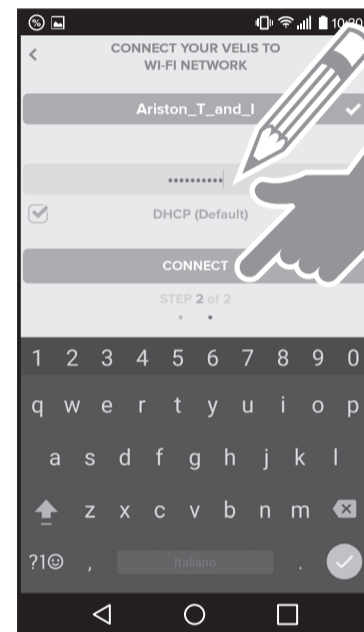 10:20
CONNECT YOUR VELIS TO
WI-FI NETWORK
Ariston_T_and_I
••••••••••
DHCP (Default)
CONNECT
STEP 2 of 2
1 2 3 4 5 6 7 8 9 0
q w e r t y u i o p
a s d f g h j k l
z x c v b n m
?1☺ , Italiano .